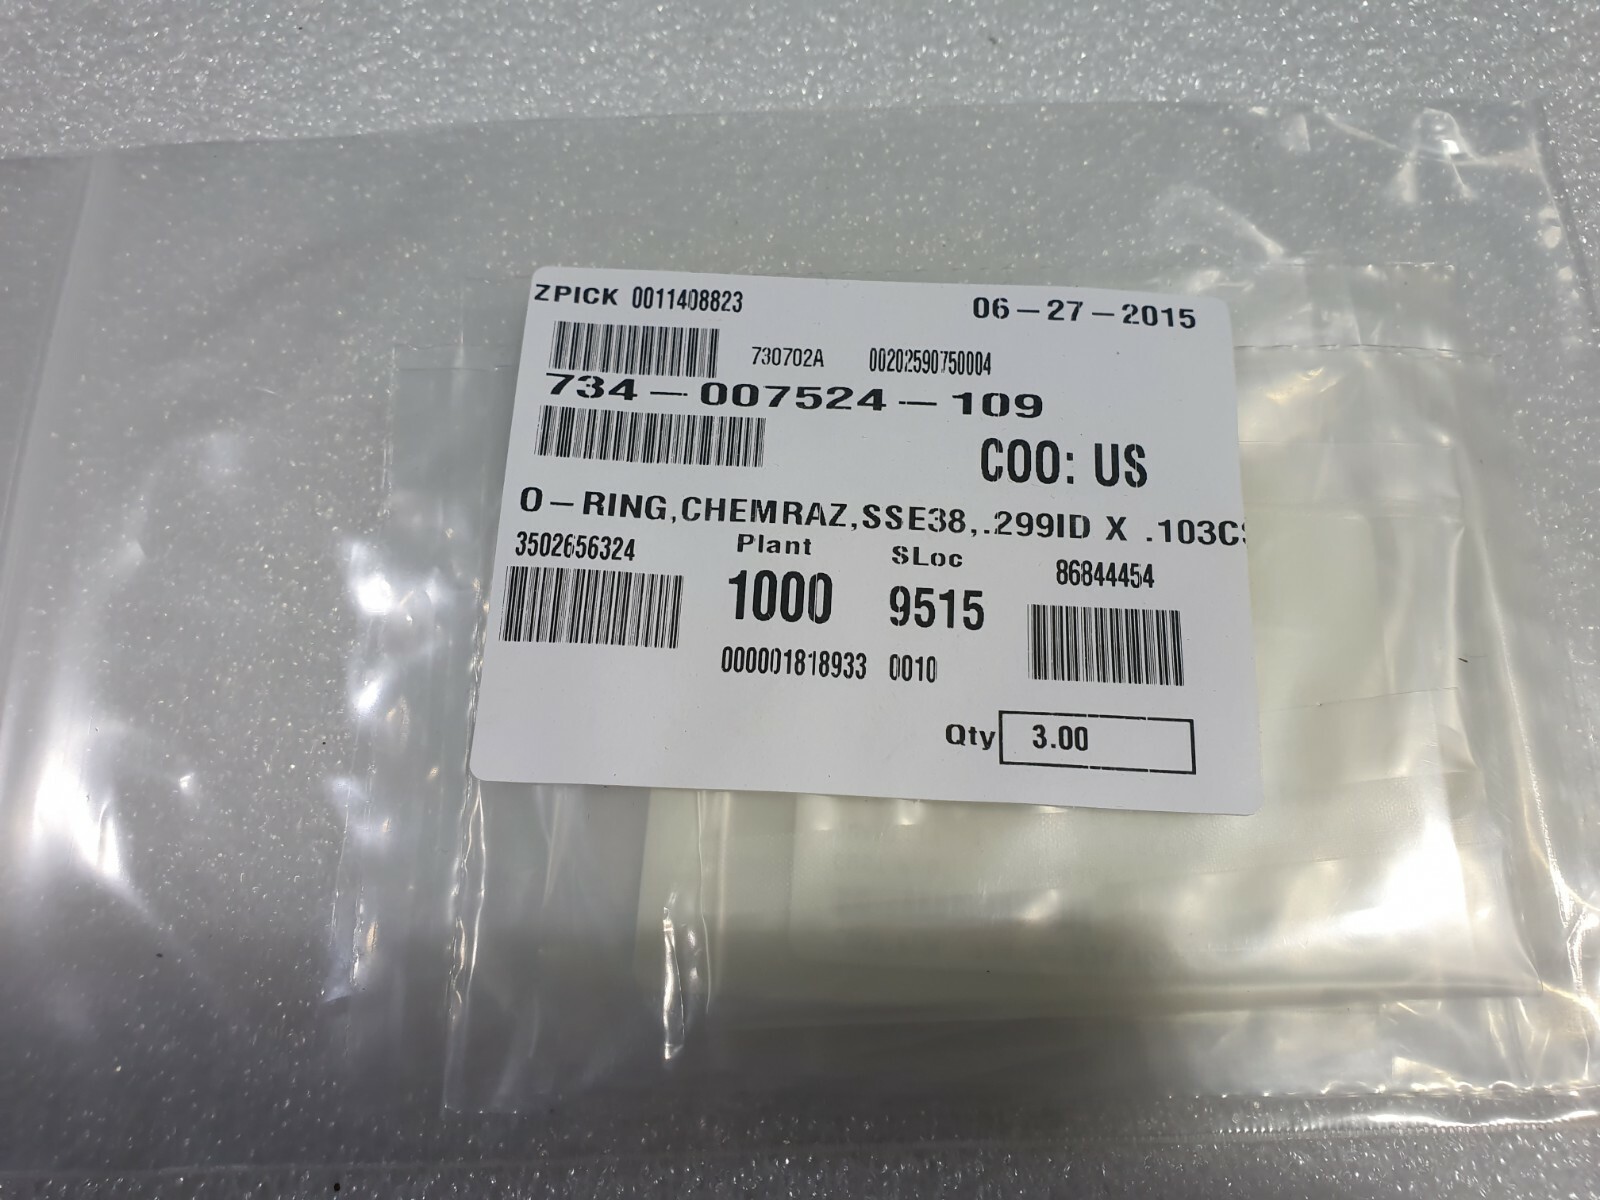 ZPICK 0011408823
06-27-2015
730702A 00202590750004
734-007524-109
COO: US
O-RING,CHEMRAZ,SSE38,.299ID X .103CS
3502656324
Plant
SLoc
86844454
1000
9515
000001818933 0010
Qty 3.00